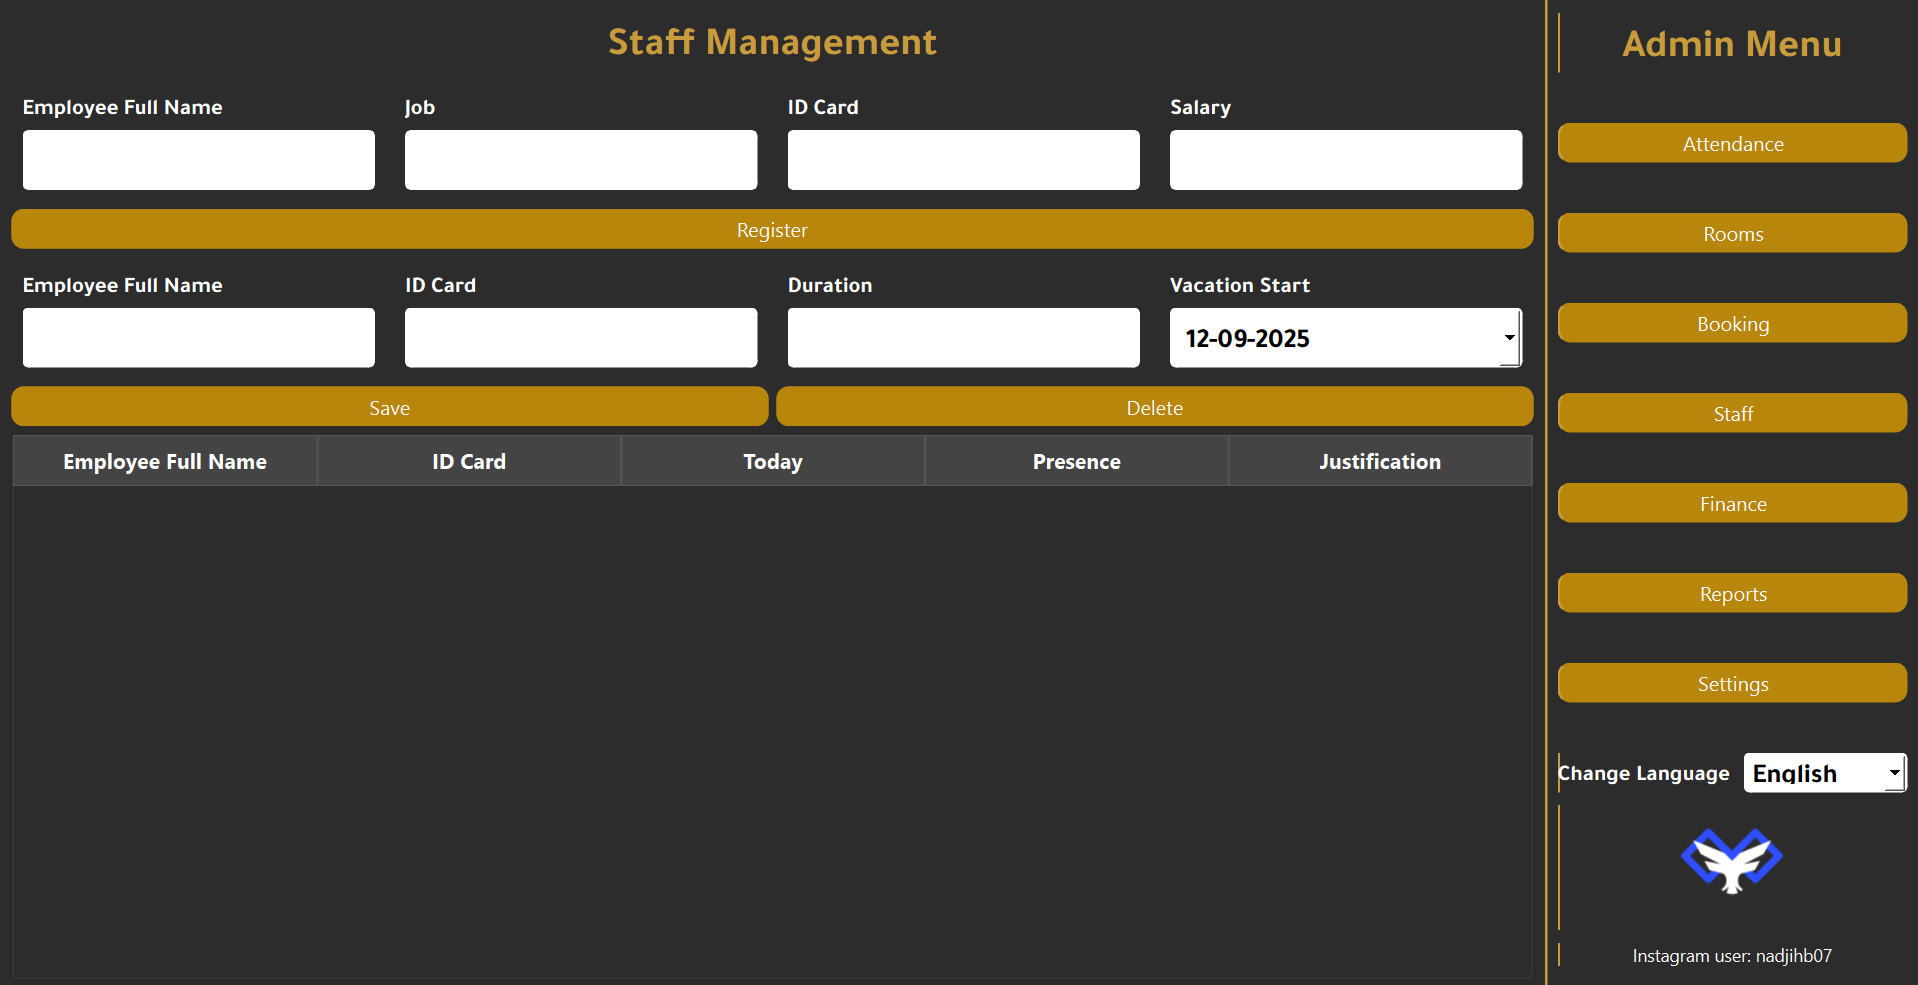 Staff Management
Employee Full Name
Job
ID Card
Salary
Register
Employee Full Name
ID Card
Duration
Vacation Start
12-09-2025
Save
Delete
Employee Full Name
ID Card
Today
Presence
Justification
Admin Menu
Attendance
Rooms
Booking
Staff
Finance
Reports
Settings
Change Language
English
Instagram user: nadjihb07